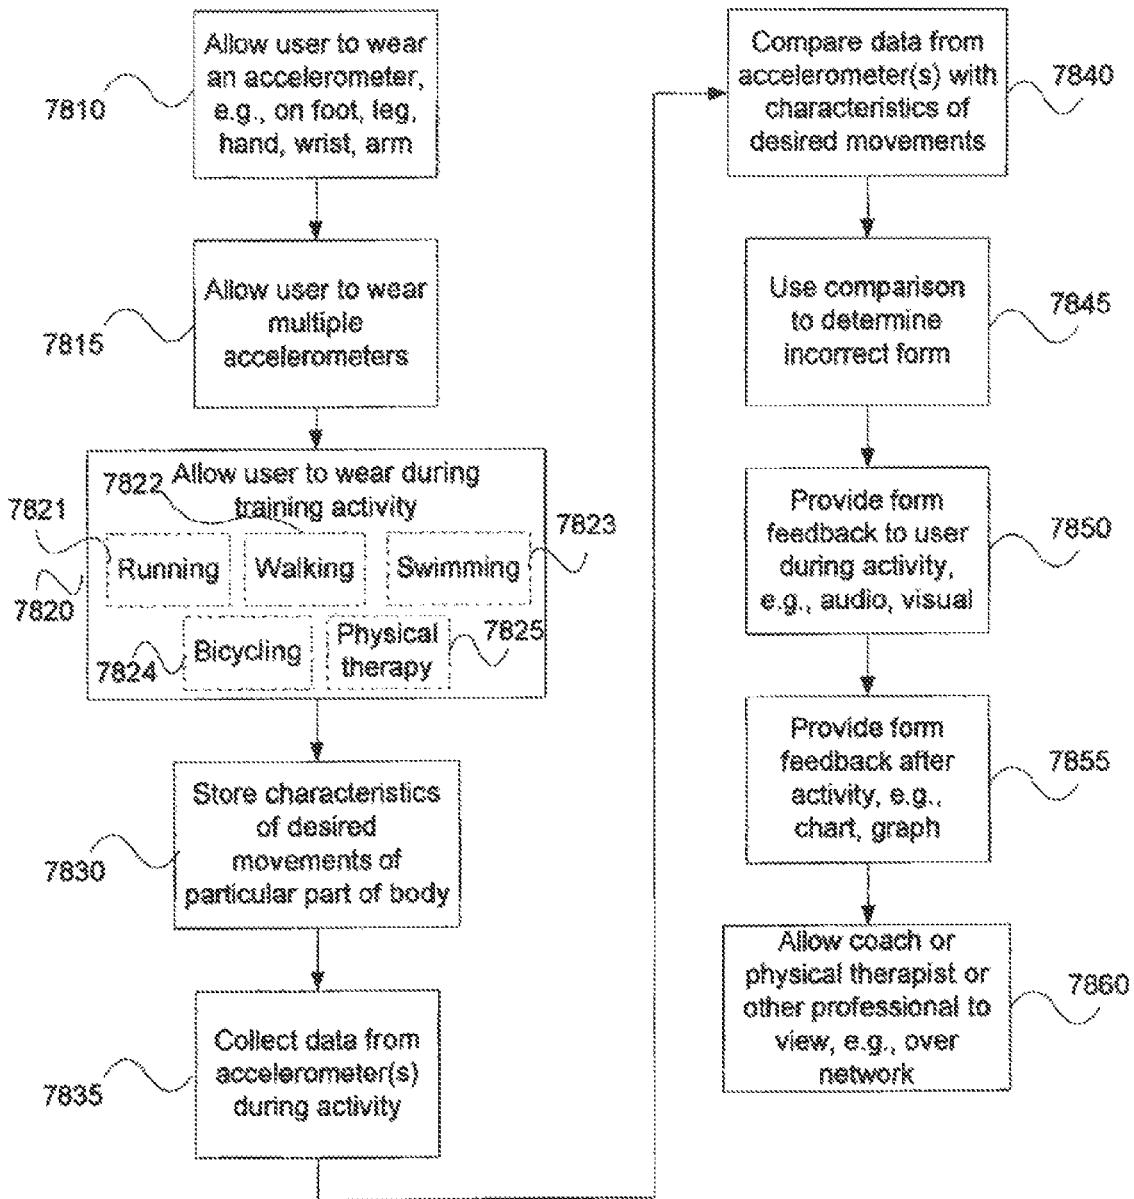 Allow user to wear
an accelerometer,
e.g., on foot, leg,
hand, wrist, arm
7810
Allow user to wear
multiple
accelerometers
7815
Allow user to wear during
training activity
7822
7821
7823
Running
Walking
Swimming
7820
Bicycling
Physical
therapy
7825
7824
Store characteristics
of desired
movements of
particular part of body
7830
Collect data from
accelerometer(s)
during activity
7835
Compare data from
accelerometer(s) with
characteristics of
desired movements
7840
Use comparison
to determine
incorrect form
7845
Provide form
feedback to user
during activity,
e.g., audio, visual
7850
Provide form
feedback after
activity, e.g.,
chart, graph
7855
Allow coach or
physical therapist or
other professional to
view, e.g., over
network
7860